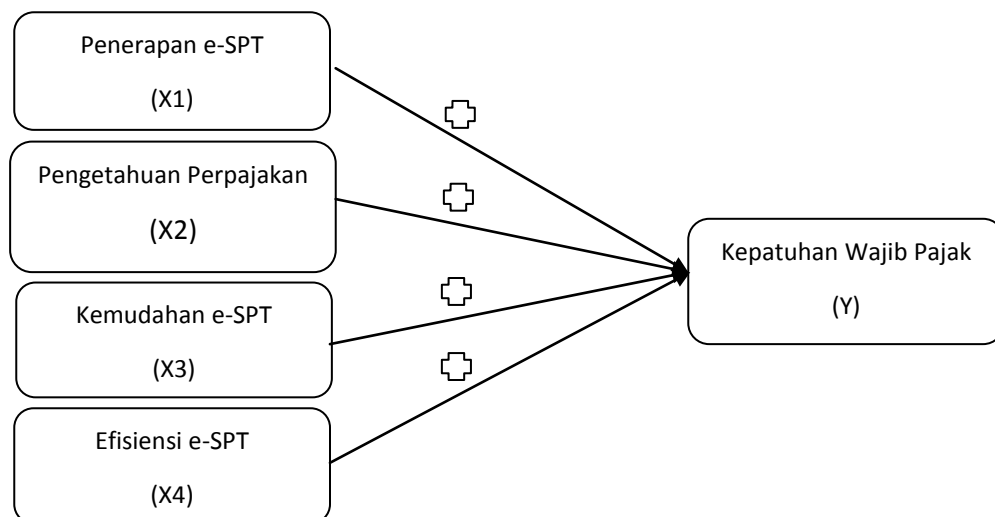 Penerapan e-SPT
(X1)
Pengetahuan Perpajakan
(X2)
Kemudahan e-SPT
(X3)
Efisiensi e-SPT
(X4)
Kepatuhan Wajib Pajak
(Y)